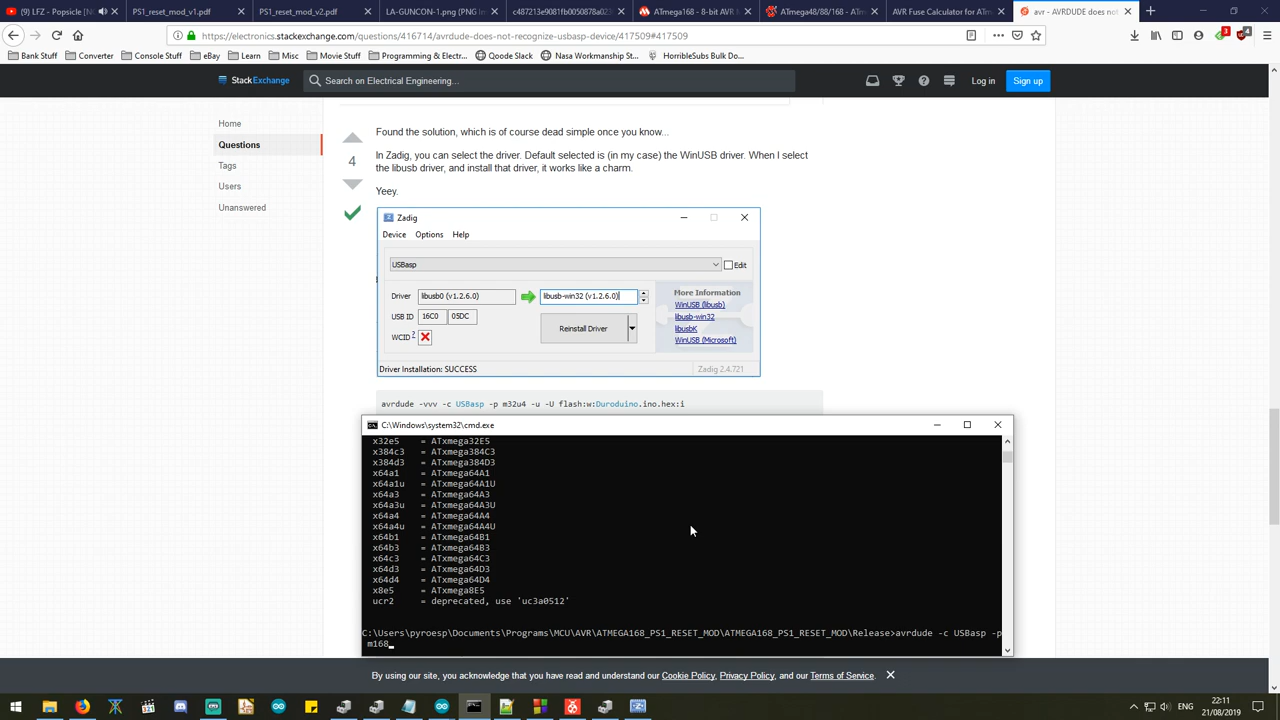 (9) LFZ - Popsicle [N
PS1_reset_mod_v1.pdf
PS1_reset_mod_v2.pdf
LA-GUNCON-1.png (PNG Im
c487213e9081fb0050878a023
ATmega168 - 8-bit AVR M
ATmega48/88/168
AVR Fuse Calculator for ATm
avr - AVRDUDE does no
https://electronics.stackexchange.com/questions/416714/avrdude-does-not-recognize-usbasp-device/417509#417509
3
4
Bank Stuff
Converter
Console Stuff
eBay
Learn
Misc
Movie Stuff
Programming & Electr...
Qoode Slack
Nasa Workmanship St...
HorribleSubs Bulk Do...
StackExchange
Search on Electrical Engineering...
Log in
Sign up
Home
Questions
Tags
Users
Unanswered
Found the solution, which is of course dead simple once you know...
4
In Zadig, you can select the driver. Default selected is (in my case) the WinUSB driver. When I select
the libusb driver, and install that driver, it works like a charm.
Yeey.
Zadig
Device Options Help
USBasp
Edit
Driver
libusb0 (v1.2.6.0)
libusb-win32 (v1.2.6.0)
USB ID
16C0
05DC
WCID ?
Reinstall Driver
More Information
WinUSB (libusb)
libusb-win32
libusbK
WinUSB (Microsoft)
Driver Installation: SUCCESS
Zadig 2.4.721
avrdude -vvv -c USBasp -p m32u4 -u -U flash:w:Duroduino.ino.hex:i
C:\Windows\system32\cmd.exe
x32e5 = ATxmega32E5
x384c3 = ATxmega384C3
x384d3 = ATxmega384D3
x64a1 = ATxmega64A1
x64a1u = ATxmega64A1U
x64a3 = ATxmega64A3
x64a3u = ATxmega64A3U
x64a4 = ATxmega64A4
x64a4u = ATxmega64A4U
x64b1 = ATxmega64B1
x64b3 = ATxmega64B3
x64c3 = ATxmega64C3
x64d3 = ATxmega64D3
x64d4 = ATxmega64D4
x8e5 = ATxmega8E5
ucr2 = deprecated, use 'uc3a0512'
C:\Users\pyroesp\Documents\Programs\MCU\AVR\ATMEGA168_PS1_RESET_MOD\ATMEGA168_PS1_RESET_MOD\Release>avrdude -c USBasp -p
m168
By using our site, you acknowledge that you have read and understand our Cookie Policy, Privacy Policy, and our Terms of Service.
22:11
21/08/2019